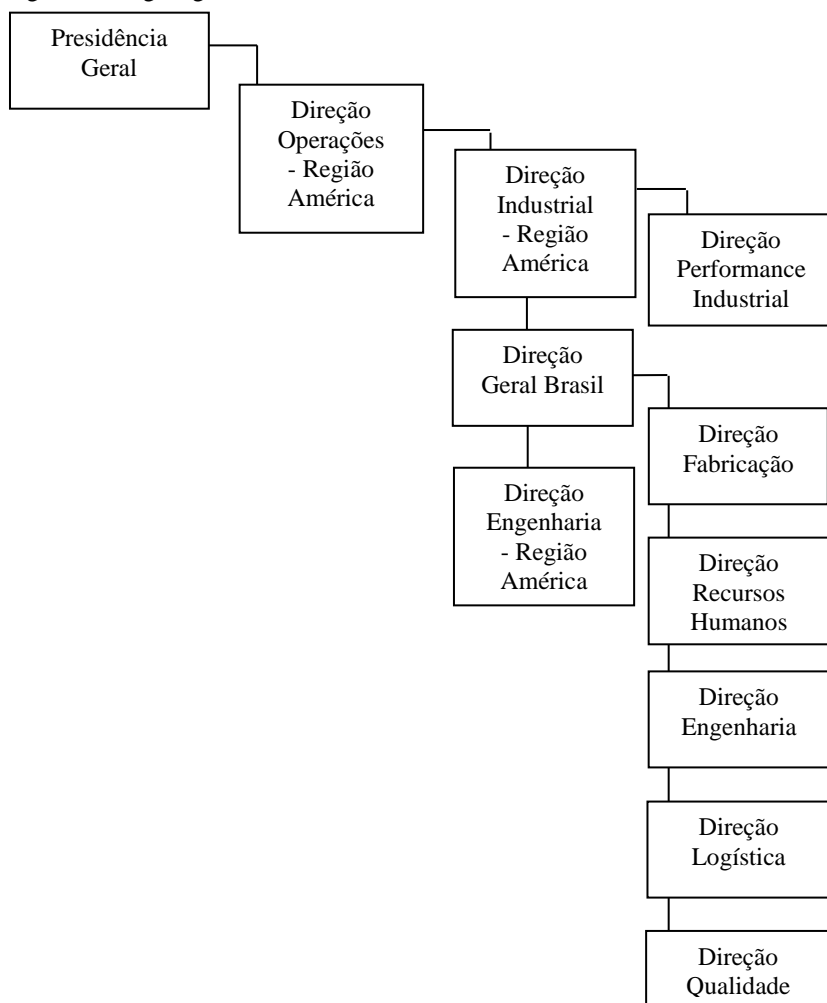 Presidência
Geral
Direção
Operações
- Região
América
Direção
Industrial
- Região
América
Direção
Performance
Industrial
Direção
Geral Brasil
Direção
Fabricação
Direção
Engenharia
- Região
América
Direção
Recursos
Humanos
Direção
Engenharia
Direção
Logística
Direção
Qualidade